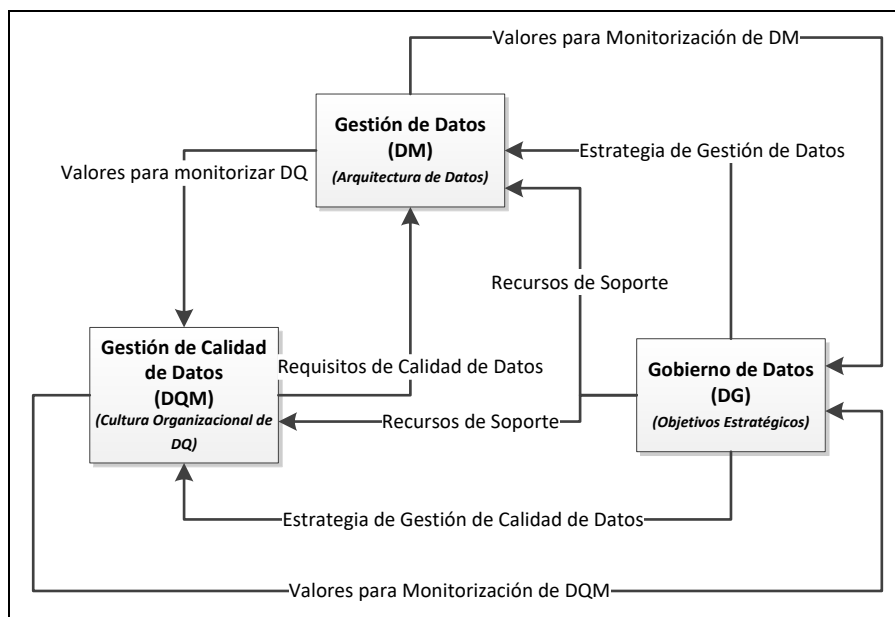 Valores para Monitorización de DM
Gestión de Datos
(DM)
(Arquitectura de Datos)
Estrategia de Gestión de Datos
Valores para monitorizar DQ
Recursos de Soporte
Gestión de Calidad
de Datos
(DQM)
(Cultura Organizacional de
DQ)
Requisitos de Calidad de Datos
Gobierno de Datos
(DG)
(Objetivos Estratégicos)
Recursos de Soporte
Estrategia de Gestión de Calidad de Datos
Valores para Monitorización de DQM